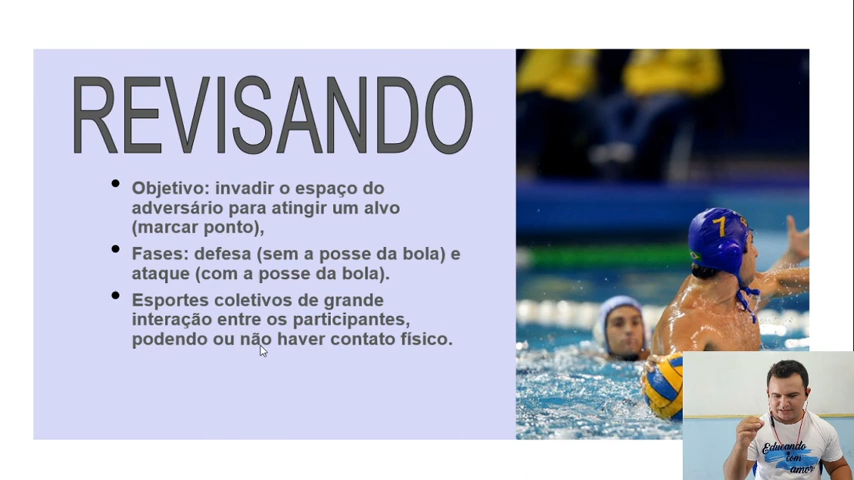 REVISANDO
Objetivo: invadir o espaço do
adversário para atingir um alvo
(marcar ponto),
Fases: defesa (sem a posse da bola) e
ataque (com a posse da bola).
Esportes coletivos de grande
interação entre os participantes,
podendo ou não haver contato físico.
7
Educando
com
amor